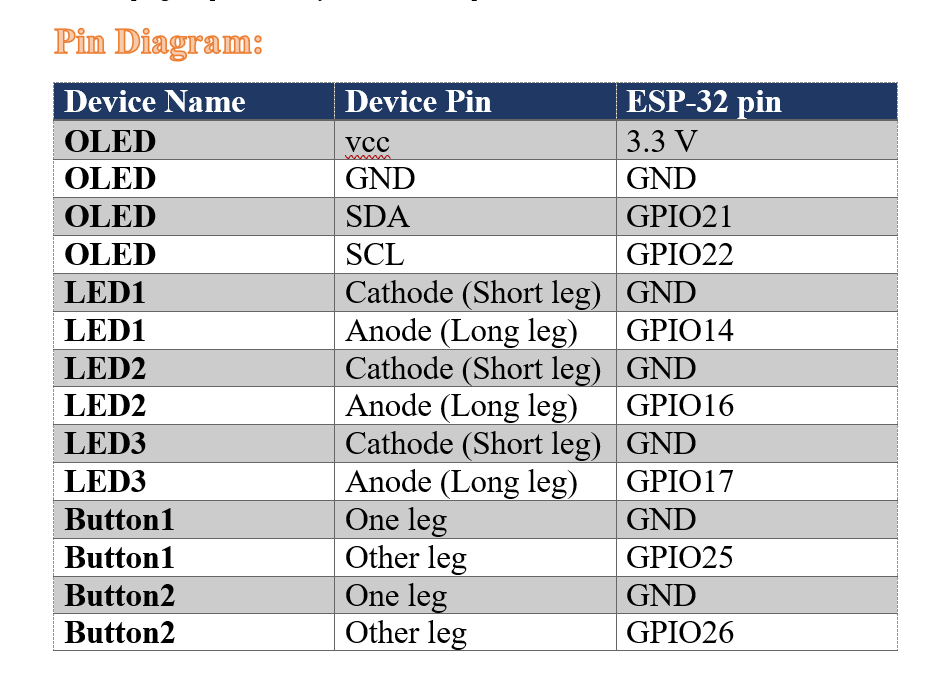 Pin Diagram:
Device Name Device Pin ESP-32 pin
OLED vcc 3.3 V
OLED GND GND
OLED SDA GPIO21
OLED SCL GPIO22
LED1 Cathode (Short leg) GND
LED1 Anode (Long leg) GPIO14
LED2 Cathode (Short leg) GND
LED2 Anode (Long leg) GPIO16
LED3 Cathode (Short leg) GND
LED3 Anode (Long leg) GPIO17
Button1 One leg GND
Button1 Other leg GPIO25
Button2 One leg GND
Button2 Other leg GPIO26